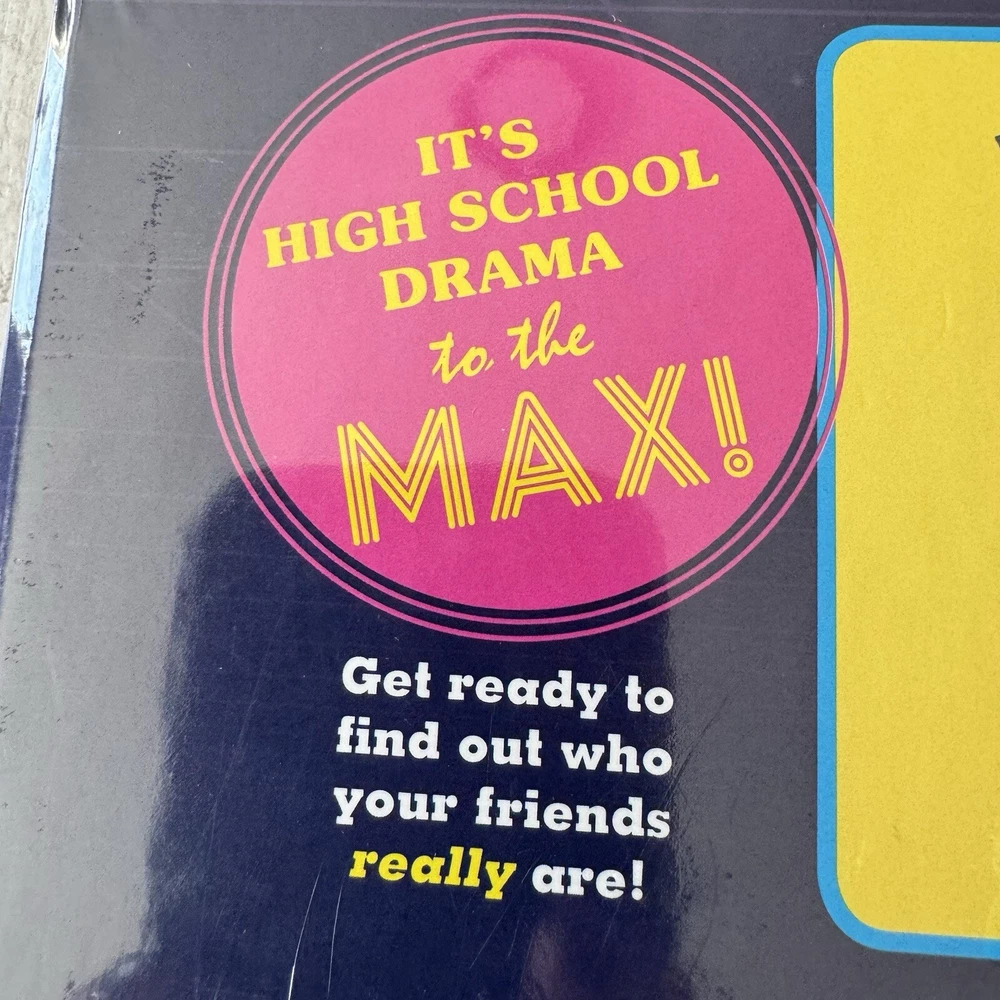 IT'S
HIGH SCHOOL
DRAMA
to the
MAX!
Get ready to
find out who
your friends
really are!